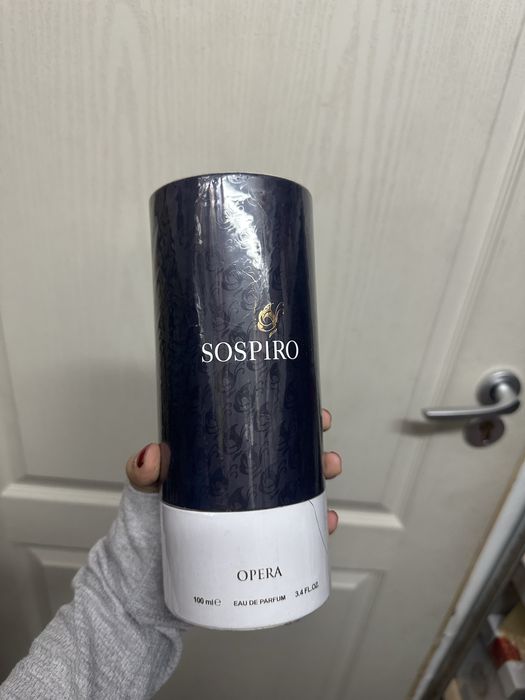 SOSPIRO
OPERA
100 ml ℮ EAU DE PARFUM 3.4 FL.OZ.